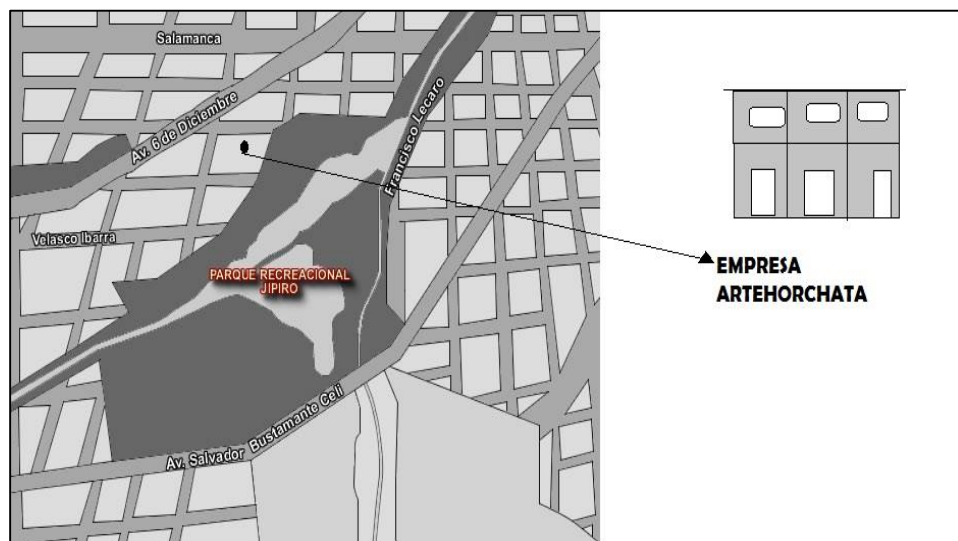 Salamanca
Av. 6 de Diciembre
Francisco Lecaro
Velasco Ibarra
PARQUE RECREACIONAL
JIPIRO
EMPRESA
ARTEHORCHATA
Av. Salvador Bustamante Celi